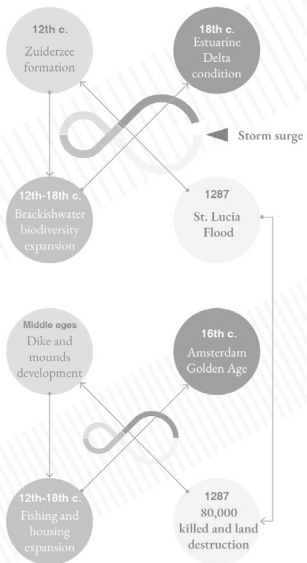 12th c.
Zuiderzee
formation
18th c.
Estuarine
Delta
condition
Storm surge
12th-18th c.
Brackishwater
biodiversity
expansion
1287
St. Lucia
Flood
Middle ages
Dike and
mounds
development
16th c.
Amsterdam
Golden Age
12th-18th c.
Fishing and
housing
expansion
1287
80,000
killed and land
destruction